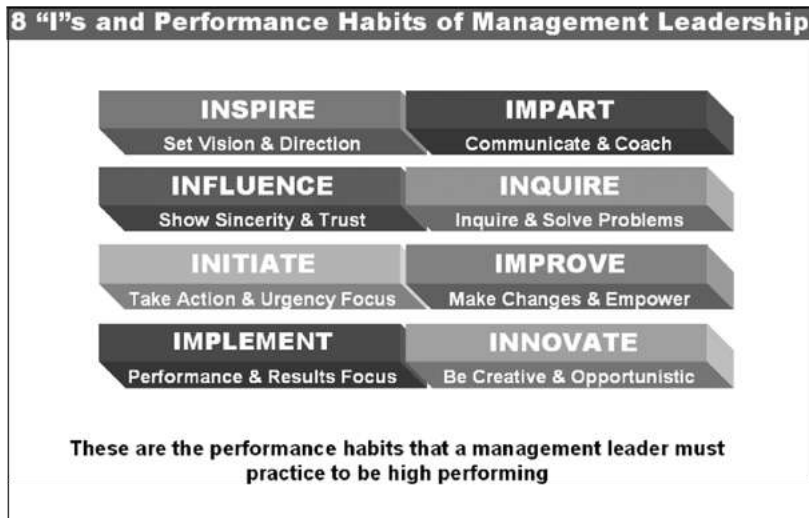 8 “I”s and Performance Habits of Management Leadership
INSPIRE
Set Vision & Direction
IMPART
Communicate & Coach
INFLUENCE
Show Sincerity & Trust
INQUIRE
Inquire & Solve Problems
INITIATE
Take Action & Urgency Focus
IMPROVE
Make Changes & Empower
IMPLEMENT
Performance & Results Focus
INNOVATE
Be Creative & Opportunistic
These are the performance habits that a management leader must
practice to be high performing